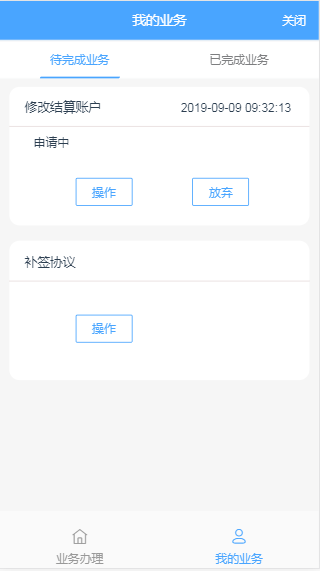 我的业务 关闭
待完成业务 已完成业务
修改结算账户 2019-09-09 09:32:13
申请中
操作 放弃
补签协议
操作
业务办理 我的业务